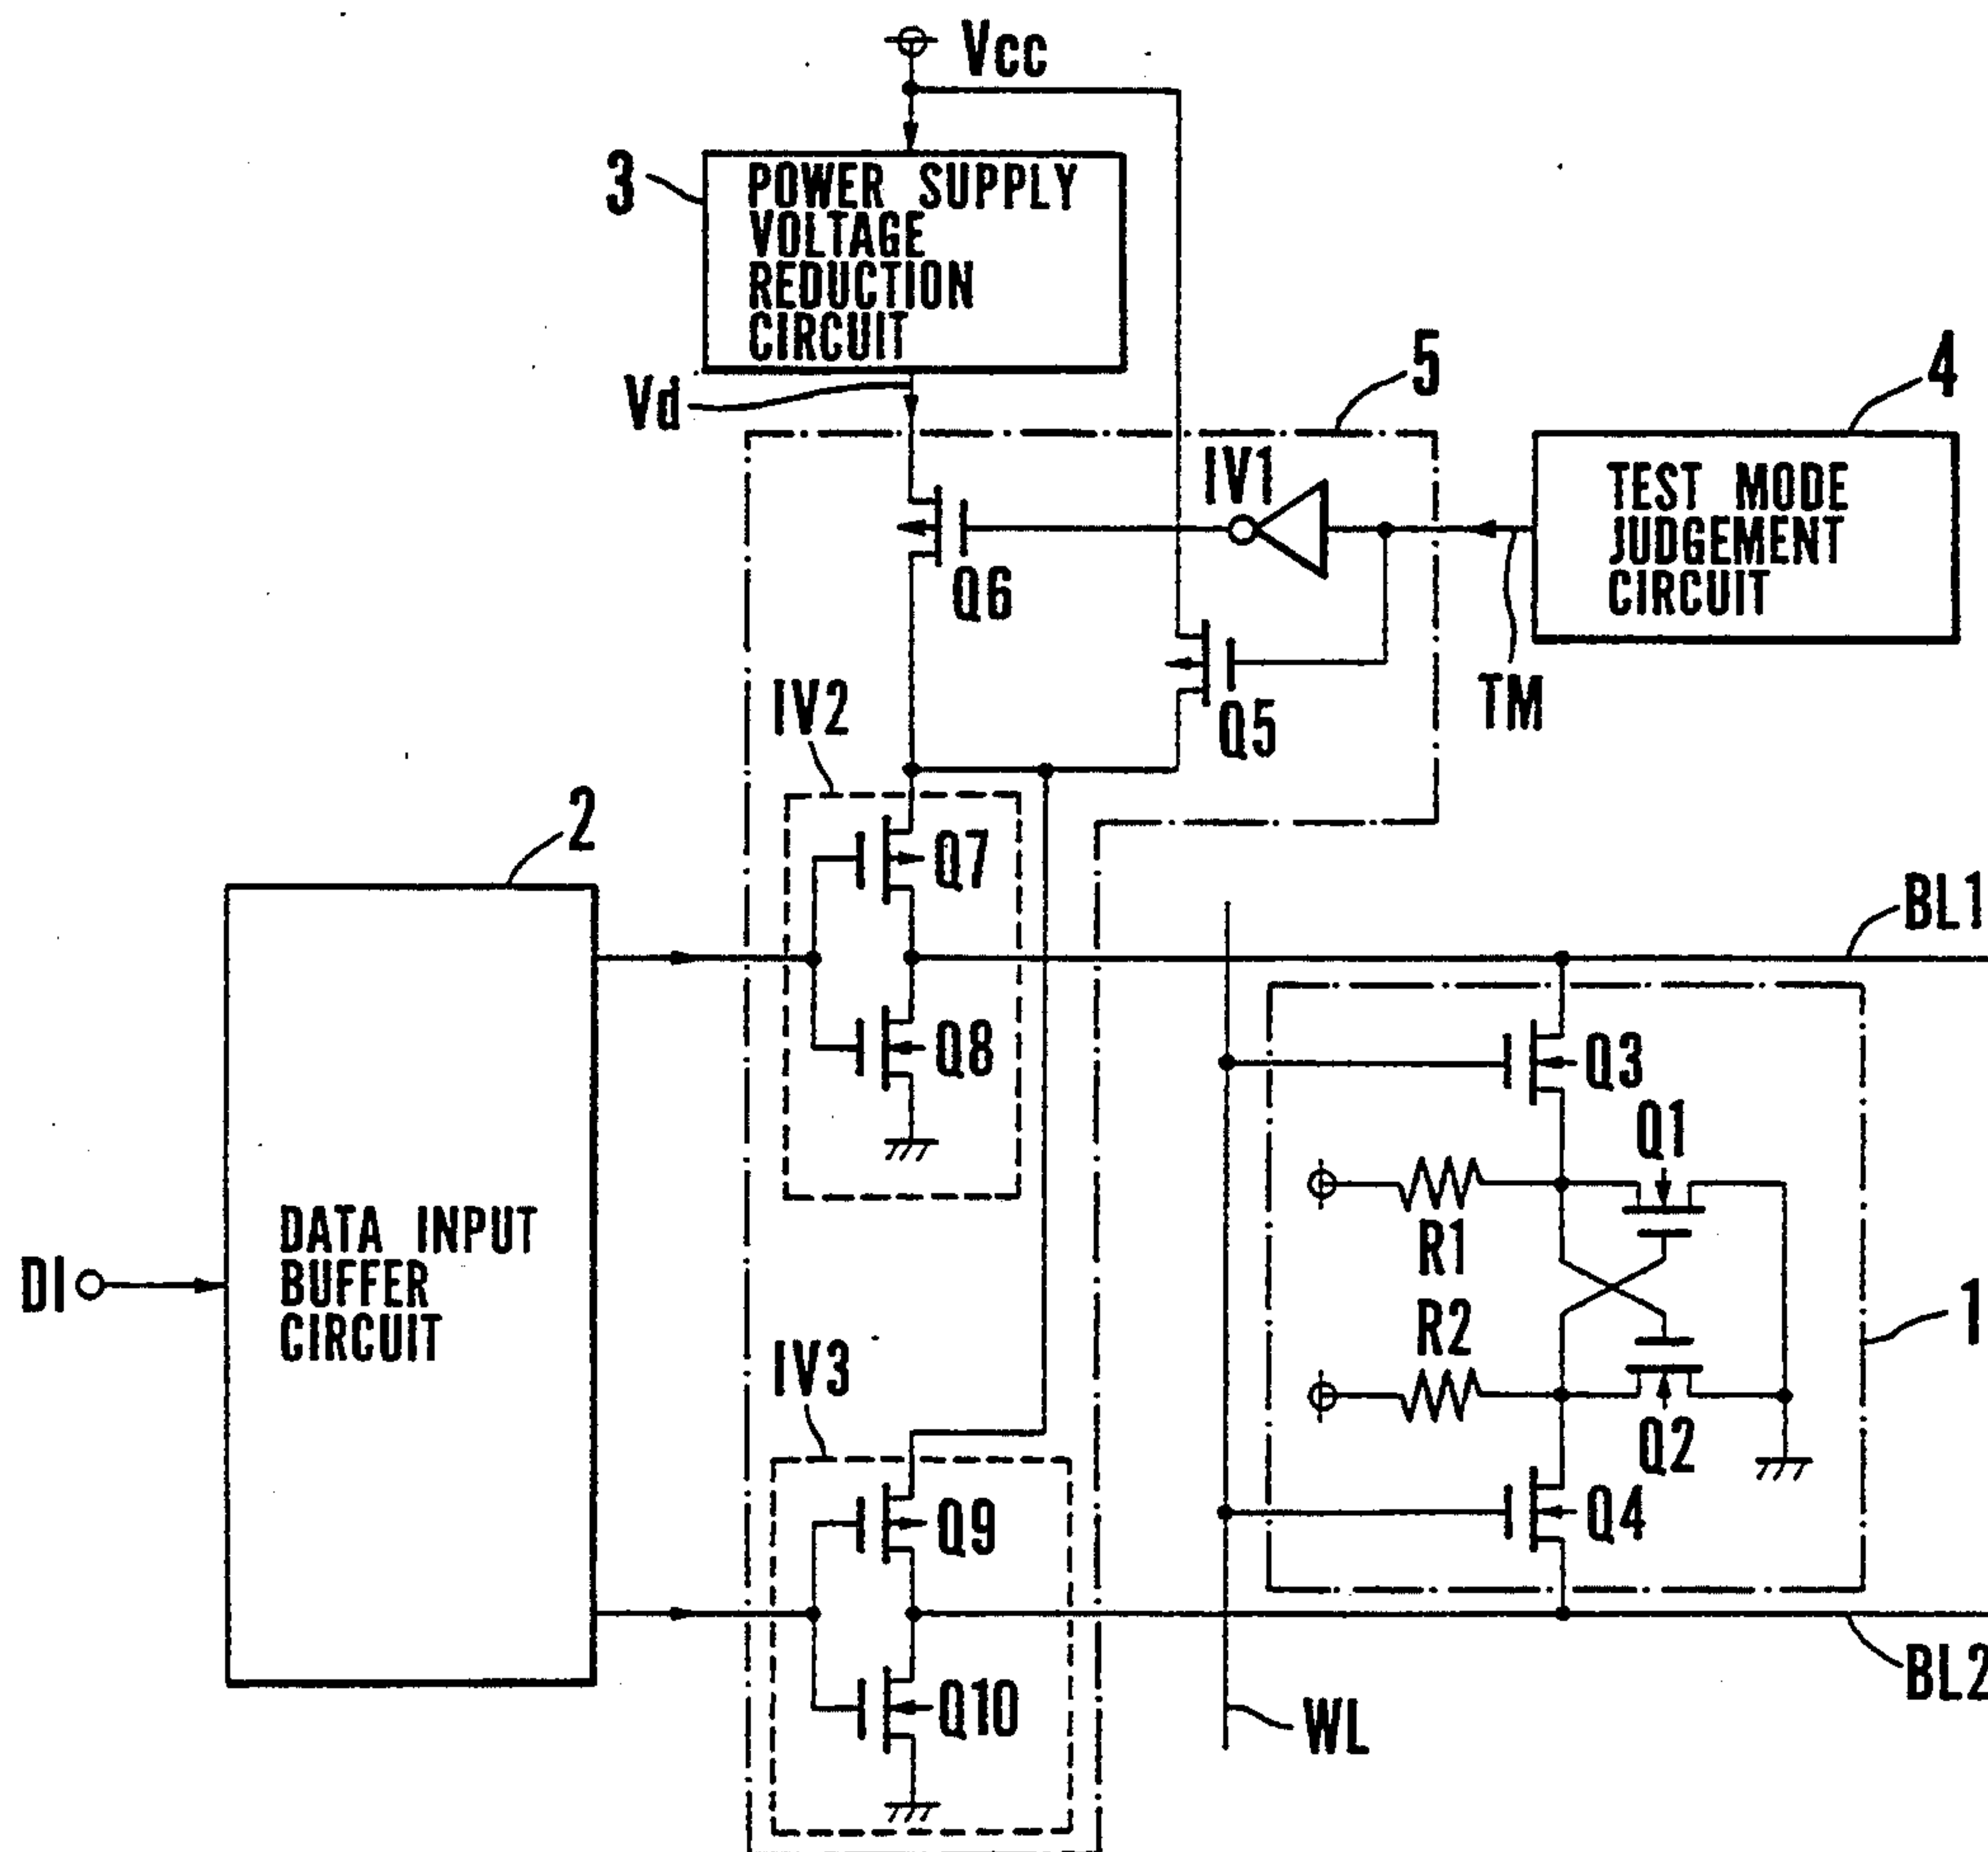 Vcc
3
POWER SUPPLY
VOLTAGE
REDUCTION
CIRCUIT
Vd
5
4
IV1
TEST MODE
JUDGEMENT
CIRCUIT
Q6
TM
Q5
IV2
2
Q7
BL1
Q8
Q3
Q1
DATA INPUT
BUFFER
CIRCUIT
R1
DI
1
R2
IV3
Q2
Q9
Q4
BL2
Q10
WL